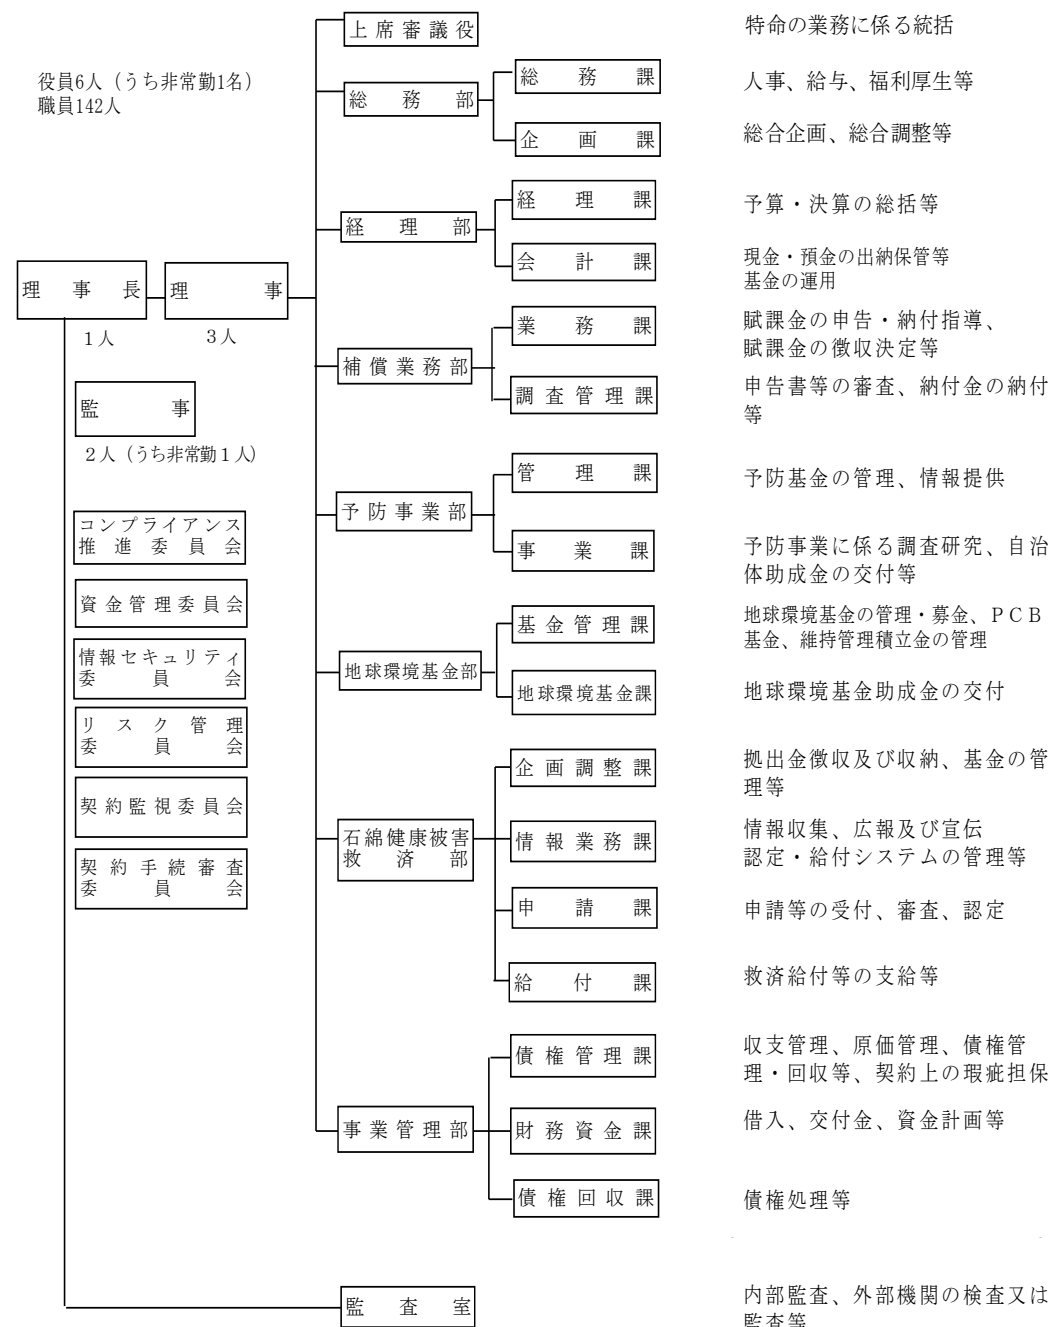 役員6人（うち非常勤1名）
職員142人
理事長
1人
理事
3人
監事
2人（うち非常勤1人）
コンプライアンス
推進委員会
資金管理委員会
情報セキュリティ
委員会
リスク管理
委員会
契約監視委員会
契約手続審査
委員会
上席審議役
特命の業務に係る統括
総務部
総務課
人事、給与、福利厚生等
企画課
総合企画、総合調整等
経理部
経理課
予算・決算の総括等
会計課
現金・預金の出納保管等
基金の運用
補償業務部
業務課
賦課金の申告・納付指導、
賦課金の徴収決定等
調査管理課
申告書等の審査、納付金の納付
等
予防事業部
管理課
予防基金の管理、情報提供
事業課
予防事業に係る調査研究、自治
体助成金の交付等
地球環境基金部
基金管理課
地球環境基金の管理・募金、ＰＣＢ
基金、維持管理積立金の管理
地球環境基金課
地球環境基金助成金の交付
石綿健康被害
救済部
企画調整課
拠出金徴収及び収納、基金の管
理等
情報業務課
情報収集、広報及び宣伝
認定・給付システムの管理等
申請課
申請等の受付、審査、認定
給付課
救済給付等の支給等
事業管理部
債権管理課
収支管理、原価管理、債権管
理・回収等、契約上の瑕疵担保
財務資金課
借入、交付金、資金計画等
債権回収課
債権処理等
監査室
内部監査、外部機関の検査又は
監査等